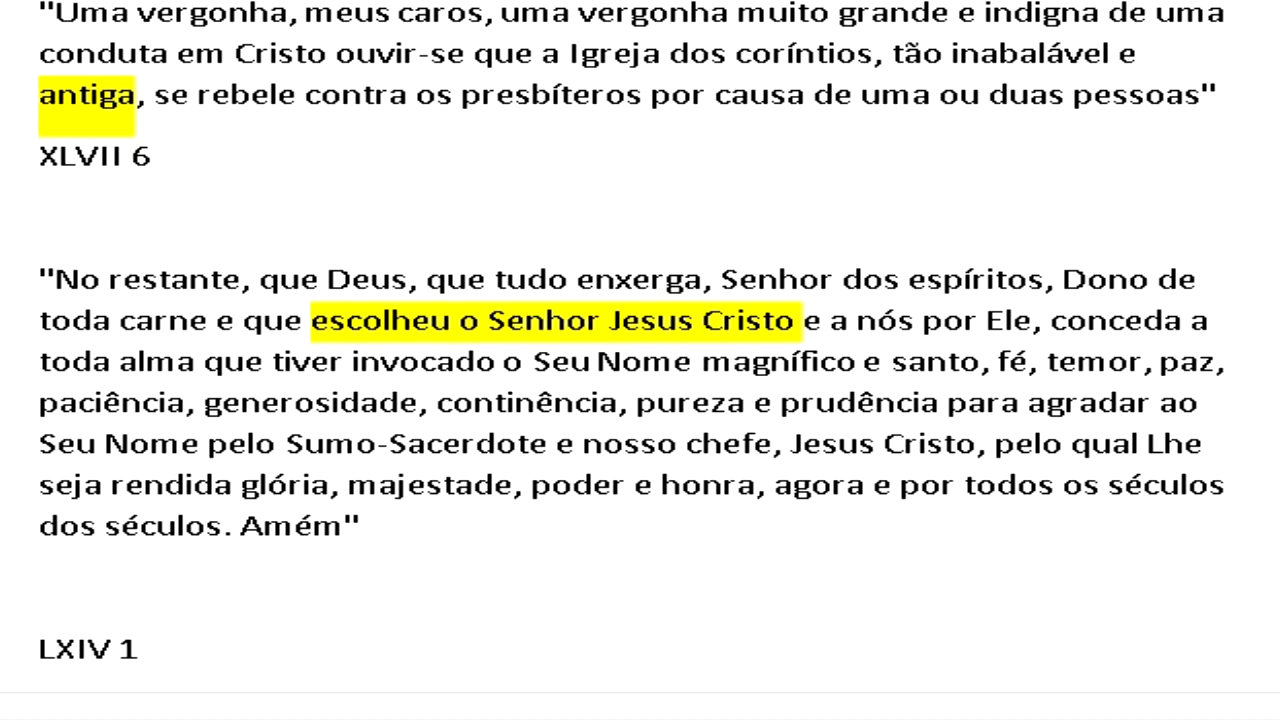 "Uma vergonha, meus caros, uma vergonha muito grande e indigna de uma
conduta em Cristo ouvir-se que a Igreja dos coríntios, tão inabalável e
antiga, se rebele contra os presbíteros por causa de uma ou duas pessoas"
XLVII 6
"No restante, que Deus, que tudo enxerga, Senhor dos espíritos, Dono de
toda carne e que escolheu o Senhor Jesus Cristo e a nós por Ele, conceda a
toda alma que tiver invocado o Seu Nome magnífico e santo, fé, temor, paz,
paciência, generosidade, continência, pureza e prudência para agradar ao
Seu Nome pelo Sumo-Sacerdote e nosso chefe, Jesus Cristo, pelo qual Lhe
seja rendida glória, majestade, poder e honra, agora e por todos os séculos
dos séculos. Amém"
LXIV 1